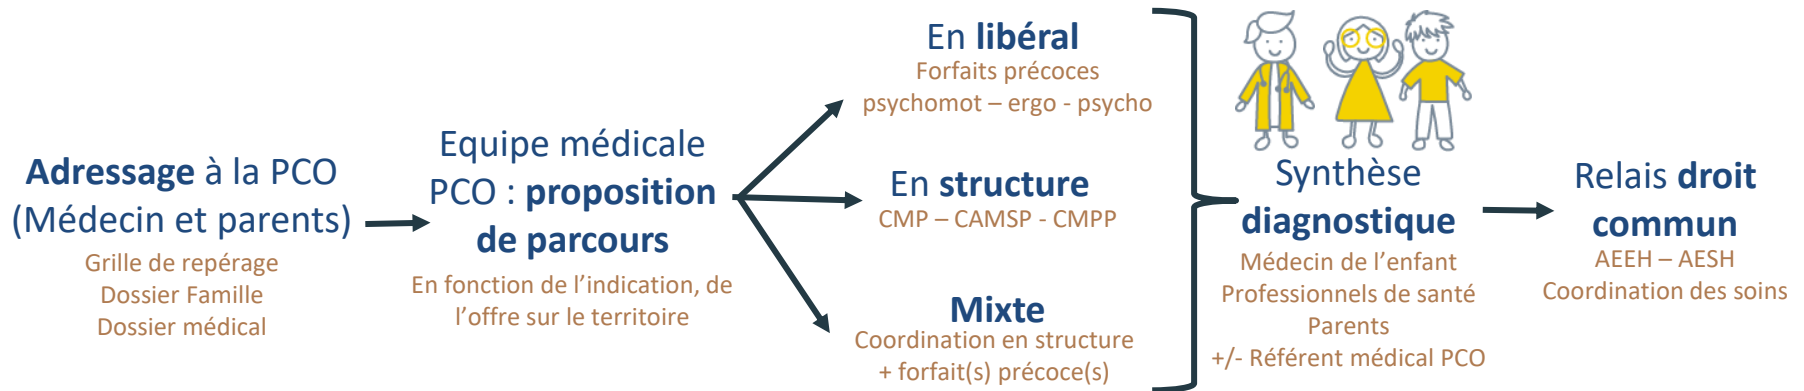 Adressage à la PCO
(Médecin et parents)
Grille de repérage
Dossier Famille
Dossier médical
Equipe médicale
PCO : proposition
de parcours
En fonction de l’indication, de
l’offre sur le territoire
En libéral
Forfaits précoces
psychomot – ergo - psycho
En structure
CMP – CAMSP - CMPP
Mixte
Coordination en structure
+ forfait(s) précoce(s)
Synthèse
diagnostique
Médecin de l’enfant
Professionnels de santé
Parents
+/- Référent médical PCO
Relais droit
commun
AEEH – AESH
Coordination des soins